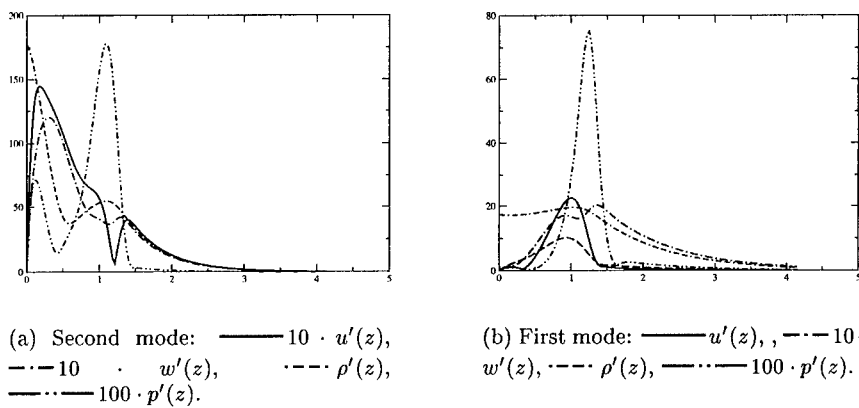 200
150
100
50
0
0 1 2 3 4 5
80
60
40
20
0
0 1 2 3 4 5
(a) Second mode: 10 · u′(z),
10 · w′(z), ρ′(z),
100 · p′(z).
(b) First mode: u′(z), , 10·
w′(z), ρ′(z), 100 · p′(z).